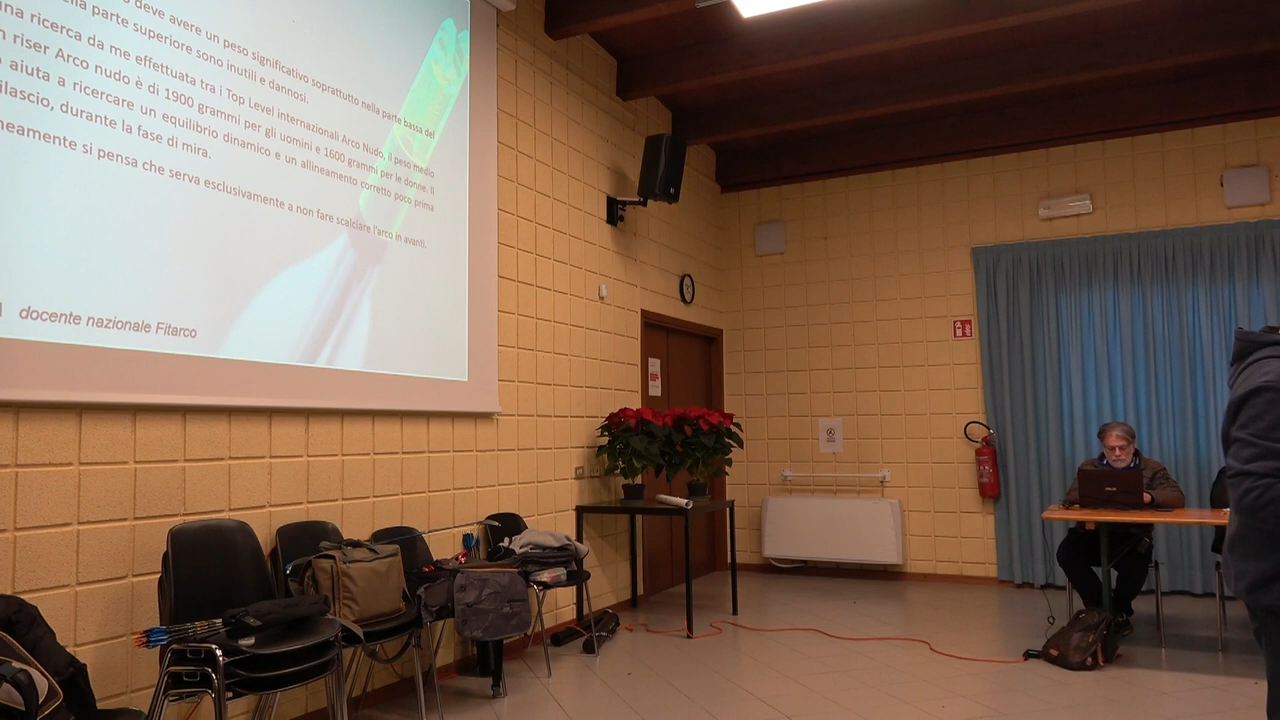 deve avere un peso significativo soprattutto nella parte bassa del
nella parte superiore sono inutili e dannosi.
una ricerca da me effettuata tra i Top Level internazionali Arco Nudo, il peso medio
n riser Arco nudo è di 1900 grammi per gli uomini e 1600 grammi per le donne. Il
o aiuta a ricercare un equilibrio dinamico e un allineamento corretto poco prima
ilascio, durante la fase di mira.
neamente si pensa che serva esclusivamente a non fare scalciare l'arco in avanti.
docente nazionale Fitarco